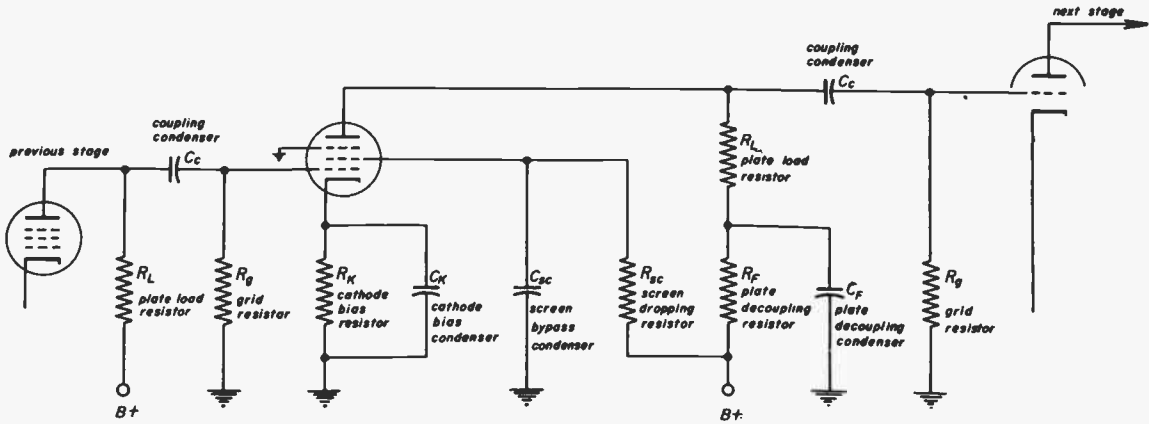 next stage
coupling
condenser
Cc
coupling
condenser
Cc
previous stage
RL
plate load
resistor
RL
plate load
resistor
Rg
grid
resistor
RK
cathode
bias
resistor
CK
cathode
bias
condenser
Csc
screen
bypass
condenser
Rsc
screen
dropping
resistor
RF
plate
decoupling
resistor
CF
plate
decoupling
condenser
Rg
grid
resistor
B+
B+